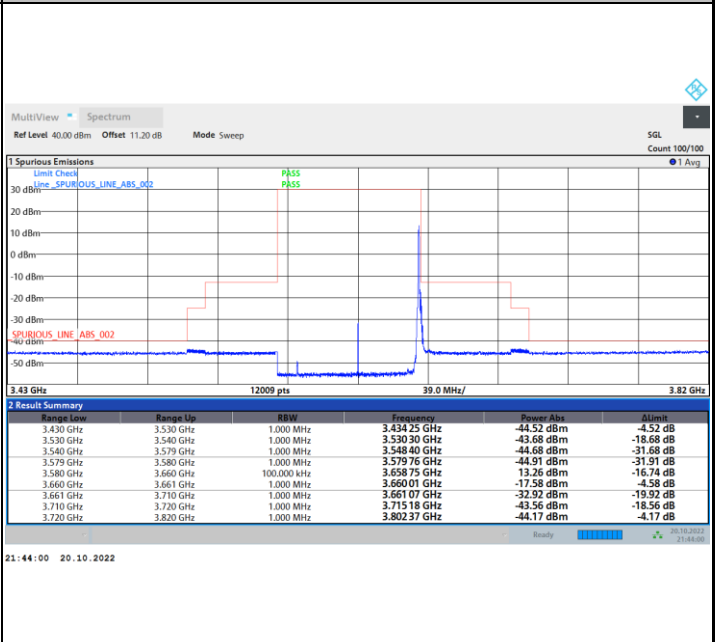 MultiView Spectrum
Ref Level 40.00 dBm Offset 11.20 dB Mode Sweep SGL
Count 100/100
1 Spurious Emissions 1 Avg
Limit Check PASS
Line _SPURIOUS_LINE_ABS_002 PASS
30 dBm
20 dBm
10 dBm
0 dBm
-10 dBm
-20 dBm
-30 dBm
_SPURIOUS_LINE_ABS_002
-40 dBm
-50 dBm
3.43 GHz 12009 pts 39.0 MHz/ 3.82 GHz
2 Result Summary
Range Low Range Up RBW Frequency Power Abs ΔLimit
3.430 GHz 3.530 GHz 1.000 MHz 3.434 25 GHz -44.52 dBm -4.52 dB
3.530 GHz 3.540 GHz 1.000 MHz 3.530 30 GHz -43.68 dBm -18.68 dB
3.540 GHz 3.579 GHz 1.000 MHz 3.548 40 GHz -44.68 dBm -31.68 dB
3.579 GHz 3.580 GHz 1.000 MHz 3.579 76 GHz -44.91 dBm -31.91 dB
3.580 GHz 3.660 GHz 100.000 kHz 3.658 75 GHz 13.26 dBm -16.74 dB
3.660 GHz 3.661 GHz 1.000 MHz 3.660 01 GHz -17.58 dBm -4.58 dB
3.661 GHz 3.710 GHz 1.000 MHz 3.661 07 GHz -32.92 dBm -19.92 dB
3.710 GHz 3.720 GHz 1.000 MHz 3.715 18 GHz -43.56 dBm -18.56 dB
3.720 GHz 3.820 GHz 1.000 MHz 3.802 37 GHz -44.17 dBm -4.17 dB
Ready 20.10.2022
21:44:00
21:44:00 20.10.2022